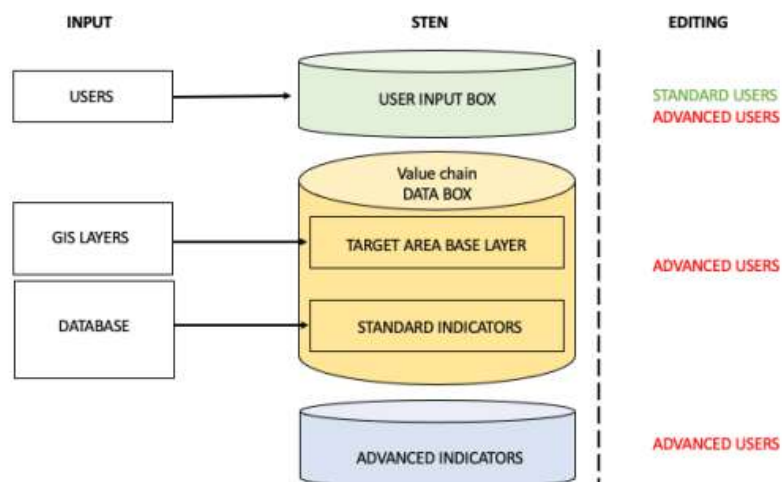 INPUT
STEN
EDITING
USERS
USER INPUT BOX
STANDARD USERS
ADVANCED USERS
Value chain
DATA BOX
GIS LAYERS
TARGET AREA BASE LAYER
ADVANCED USERS
DATABASE
STANDARD INDICATORS
ADVANCED INDICATORS
ADVANCED USERS